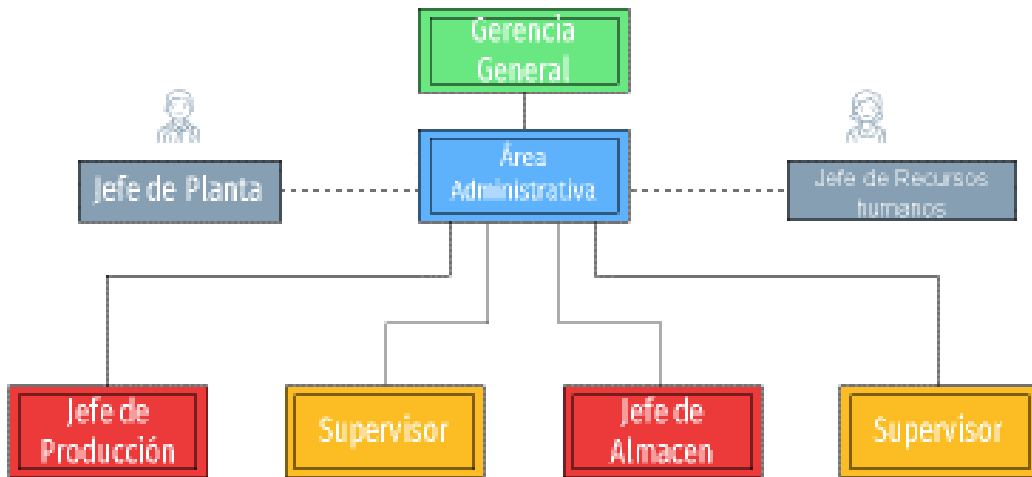 Gerencia
General
Área
Administrativa
Jefe de Planta
Jefe de Recursos
humanos
Jefe de
Producción
Supervisor
Jefe de
Almacen
Supervisor